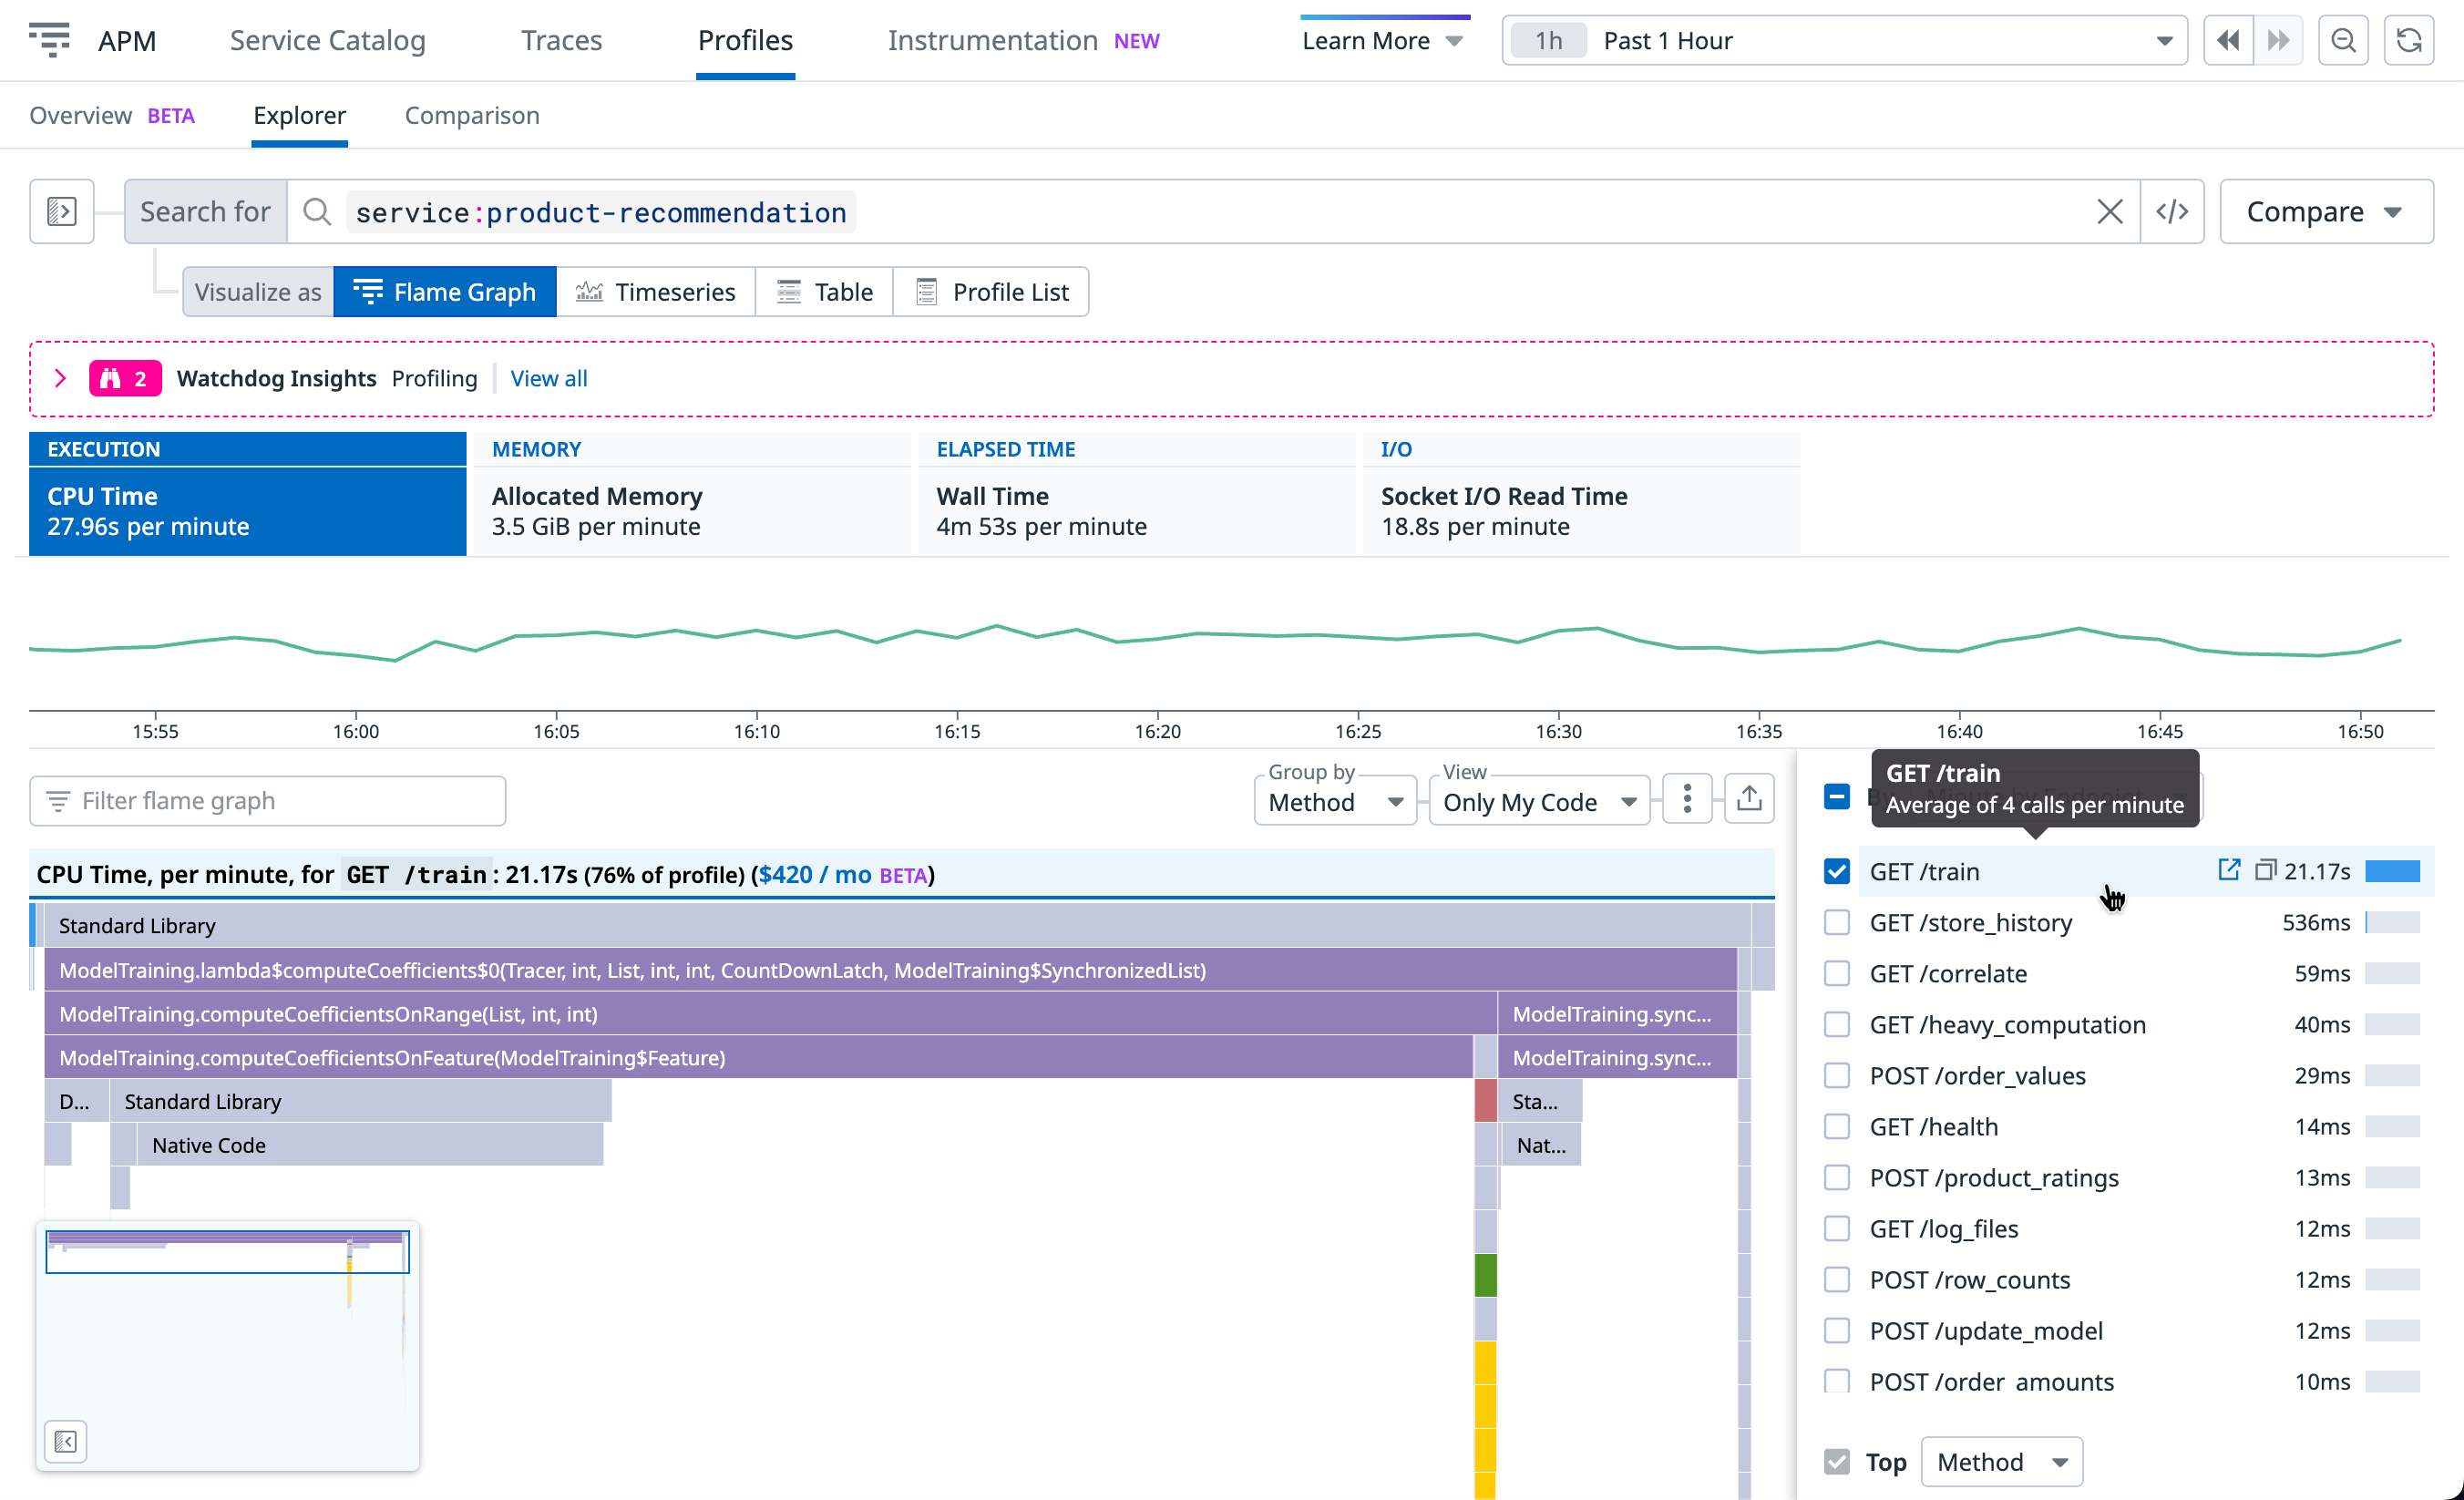 APM Service Catalog Traces Profiles Instrumentation NEW Learn More 1h Past 1 Hour
Overview BETA Explorer Comparison
Search for service:product-recommendation Compare
Visualize as Flame Graph Timeseries Table Profile List
2 Watchdog Insights Profiling View all
EXECUTION MEMORY ELAPSED TIME I/O
CPU Time Allocated Memory Wall Time Socket I/O Read Time
27.96s per minute 3.5 GiB per minute 4m 53s per minute 18.8s per minute
15:55 16:00 16:05 16:10 16:15 16:20 16:25 16:30 16:35 16:40 16:45 16:50
Filter flame graph
Group by
Method
View
Only My Code
CPU Time, per minute, for GET /train: 21.17s (76% of profile) ($420 / mo BETA)
Standard Library
ModelTraining.lambda$computeCoefficients$0(Tracer, int, List, int, int, CountDownLatch, ModelTraining$SynchronizedList)
ModelTraining.computeCoefficientsOnRange(List, int, int) ModelTraining.sync...
ModelTraining.computeCoefficientsOnFeature(ModelTraining$Feature) ModelTraining.sync...
D... Standard Library Sta...
Native Code Nat...
GET /train
Average of 4 calls per minute
GET /train 21.17s
GET /store_history 536ms
GET /correlate 59ms
GET /heavy_computation 40ms
POST /order_values 29ms
GET /health 14ms
POST /product_ratings 13ms
GET /log_files 12ms
POST /row_counts 12ms
POST /update_model 12ms
POST /order_amounts 10ms
Top Method